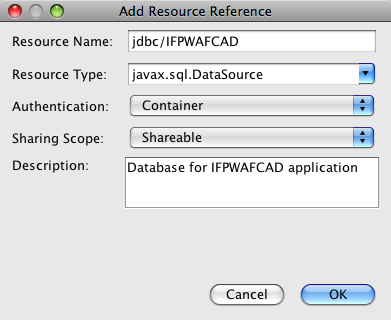 Add Resource Reference
Resource Name: jdbc/IFPWAFCAD
Resource Type: javax.sql.DataSource
Authentication: Container
Sharing Scope: Shareable
Description: Database for IFPWAFCAD application
Cancel OK